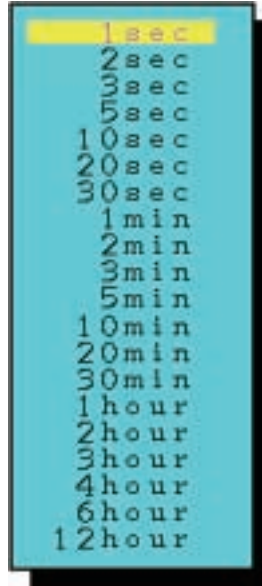 1sec
2sec
3sec
5sec
10sec
20sec
30sec
1min
2min
3min
5min
10min
20min
30min
1hour
2hour
3hour
4hour
6hour
12hour